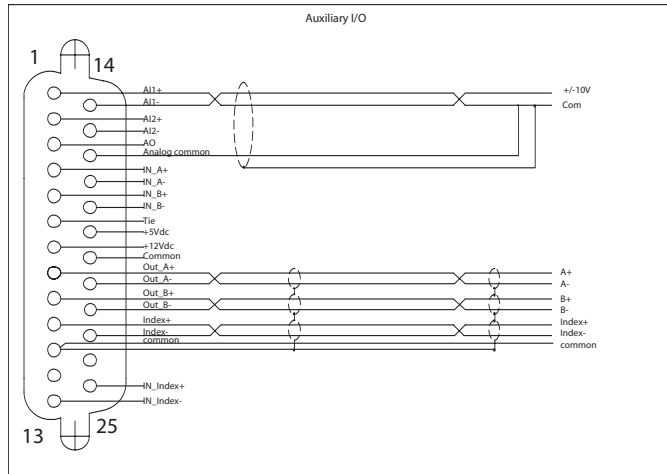 Auxiliary I/O
1
14
AI1+
+/-10V
AI1-
Com
AI2+
AI2-
AO
Analog common
IN_A+
IN_A-
IN_B+
IN_B-
Tie
+5Vdc
+12Vdc
Common
Out_A+
A+
Out_A-
A-
Out_B+
B+
Out_B-
B-
Index+
Index+
Index-
Index-
common
common
IN_Index+
IN_Index-
13
25